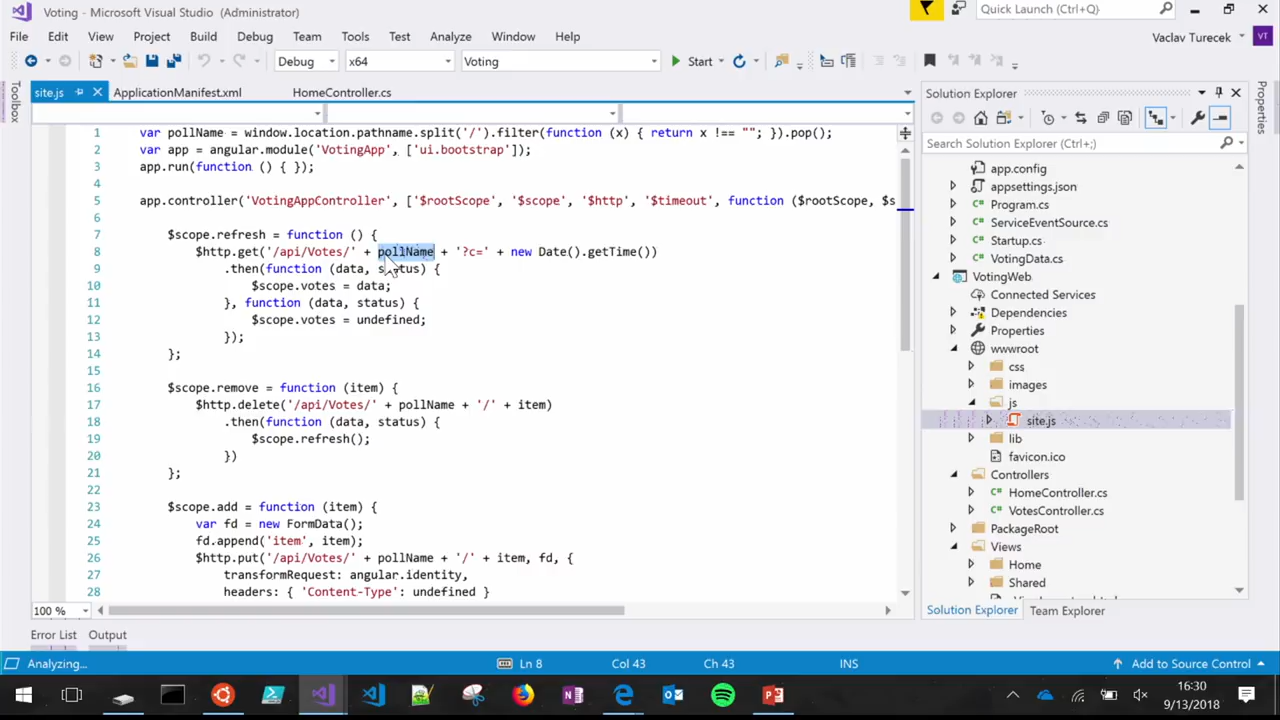 Voting - Microsoft Visual Studio (Administrator)
Quick Launch (Ctrl+Q)
File Edit View Project Build Debug Team Tools Test Analyze Window Help
Vaclav Turecek VT
Debug x64 Voting Start
Toolbox
site.js ApplicationManifest.xml HomeController.cs
1 var pollName = window.location.pathname.split('/').filter(function (x) { return x !== ""; }).pop();
2 var app = angular.module('VotingApp', ['ui.bootstrap']);
3 app.run(function () { });
4
5 app.controller('VotingAppController', ['$rootScope', '$scope', '$http', '$timeout', function ($rootScope, $s
6
7 $scope.refresh = function () {
8 $http.get('/api/Votes/' + pollName + '?c=' + new Date().getTime())
9 .then(function (data, status) {
10 $scope.votes = data;
11 }, function (data, status) {
12 $scope.votes = undefined;
13 });
14 };
15
16 $scope.remove = function (item) {
17 $http.delete('/api/Votes/' + pollName + '/' + item)
18 .then(function (data, status) {
19 $scope.refresh();
20 })
21 };
22
23 $scope.add = function (item) {
24 var fd = new FormData();
25 fd.append('item', item);
26 $http.put('/api/Votes/' + pollName + '/' + item, fd, {
27 transformRequest: angular.identity,
28 headers: { 'Content-Type': undefined }
100 %
Solution Explorer
Search Solution Explorer (Ctrl+;)
app.config
appsettings.json
C# Program.cs
C# ServiceEventSource.cs
C# Startup.cs
C# VotingData.cs
VotingWeb
Connected Services
Dependencies
Properties
wwwroot
css
images
js
site.js
lib
favicon.ico
Controllers
C# HomeController.cs
C# VotesController.cs
PackageRoot
Views
Home
Shared
Solution Explorer Team Explorer
Properties
Error List Output
Analyzing... Ln 8 Col 43 Ch 43 INS Add to Source Control
16:30
9/13/2018